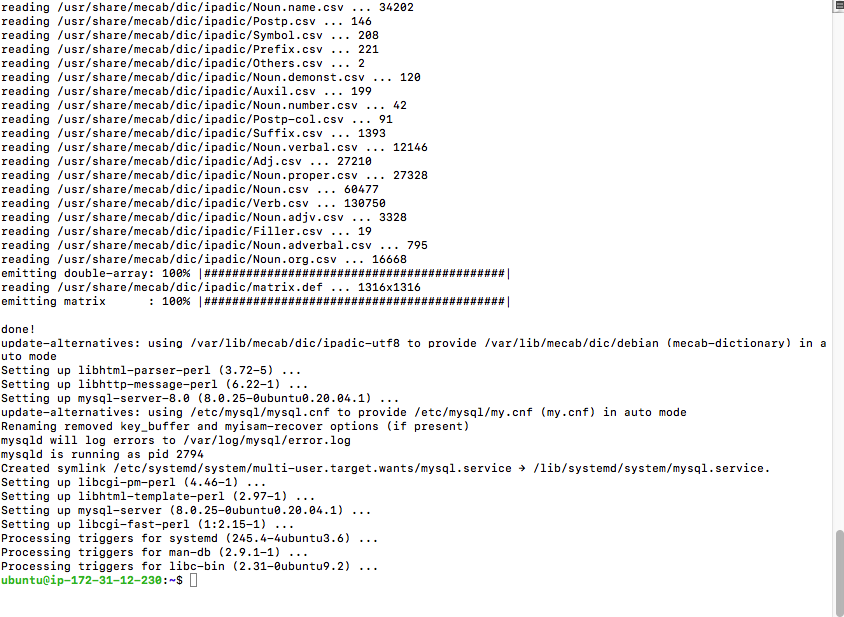 reading /usr/share/mecab/dic/ipadic/Noun.name.csv ... 34202
reading /usr/share/mecab/dic/ipadic/Postp.csv ... 146
reading /usr/share/mecab/dic/ipadic/Symbol.csv ... 208
reading /usr/share/mecab/dic/ipadic/Prefix.csv ... 221
reading /usr/share/mecab/dic/ipadic/Others.csv ... 2
reading /usr/share/mecab/dic/ipadic/Noun.demonst.csv ... 120
reading /usr/share/mecab/dic/ipadic/Auxil.csv ... 199
reading /usr/share/mecab/dic/ipadic/Noun.number.csv ... 42
reading /usr/share/mecab/dic/ipadic/Postp-col.csv ... 91
reading /usr/share/mecab/dic/ipadic/Suffix.csv ... 1393
reading /usr/share/mecab/dic/ipadic/Noun.verbal.csv ... 12146
reading /usr/share/mecab/dic/ipadic/Adj.csv ... 27210
reading /usr/share/mecab/dic/ipadic/Noun.proper.csv ... 27328
reading /usr/share/mecab/dic/ipadic/Noun.csv ... 60477
reading /usr/share/mecab/dic/ipadic/Verb.csv ... 130750
reading /usr/share/mecab/dic/ipadic/Noun.adjv.csv ... 3328
reading /usr/share/mecab/dic/ipadic/Filler.csv ... 19
reading /usr/share/mecab/dic/ipadic/Noun.adverbal.csv ... 795
reading /usr/share/mecab/dic/ipadic/Noun.org.csv ... 16668
emitting double-array: 100% |###########################################|
reading /usr/share/mecab/dic/ipadic/matrix.def ... 1316x1316
emitting matrix      : 100% |###########################################|
done!
update-alternatives: using /var/lib/mecab/dic/ipadic-utf8 to provide /var/lib/mecab/dic/debian (mecab-dictionary) in a
uto mode
Setting up libhtml-parser-perl (3.72-5) ...
Setting up libhttp-message-perl (6.22-1) ...
Setting up mysql-server-8.0 (8.0.25-0ubuntu0.20.04.1) ...
update-alternatives: using /etc/mysql/mysql.cnf to provide /etc/mysql/my.cnf (my.cnf) in auto mode
Renaming removed key_buffer and myisam-recover options (if present)
mysqld will log errors to /var/log/mysql/error.log
mysqld is running as pid 2794
Created symlink /etc/systemd/system/multi-user.target.wants/mysql.service → /lib/systemd/system/mysql.service.
Setting up libcgi-pm-perl (4.46-1) ...
Setting up libhtml-template-perl (2.97-1) ...
Setting up mysql-server (8.0.25-0ubuntu0.20.04.1) ...
Setting up libcgi-fast-perl (1:2.15-1) ...
Processing triggers for systemd (245.4-4ubuntu3.6) ...
Processing triggers for man-db (2.9.1-1) ...
Processing triggers for libc-bin (2.31-0ubuntu9.2) ...
ubuntu@ip-172-31-12-230:~$